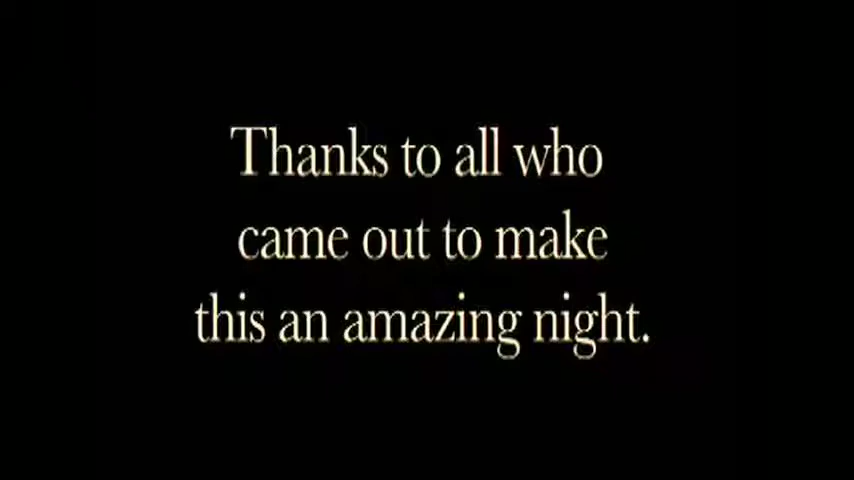 Thanks to all who
came out to make
this an amazing night.